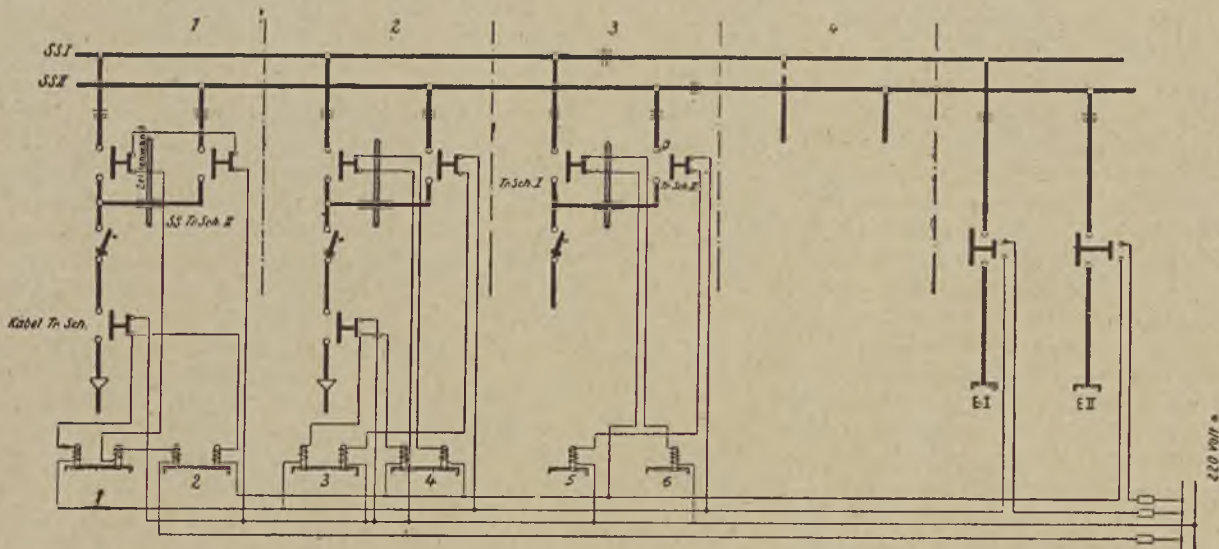 1 2 3 4
SS I
SS II
Zellenwand
SS Tr. Sch. II
Tr. Sch. I
Tr. Sch. II
Kabel Tr. Sch.
E I
E II
1 2 3 4 5 6
220 Volt